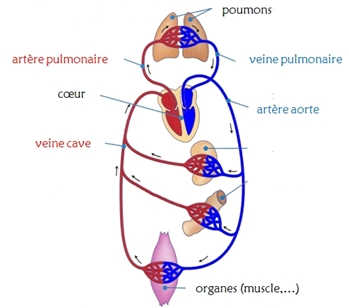 poumons
artère pulmonaire
veine pulmonaire
cœur
artère aorte
veine cave
organes (muscle,...)